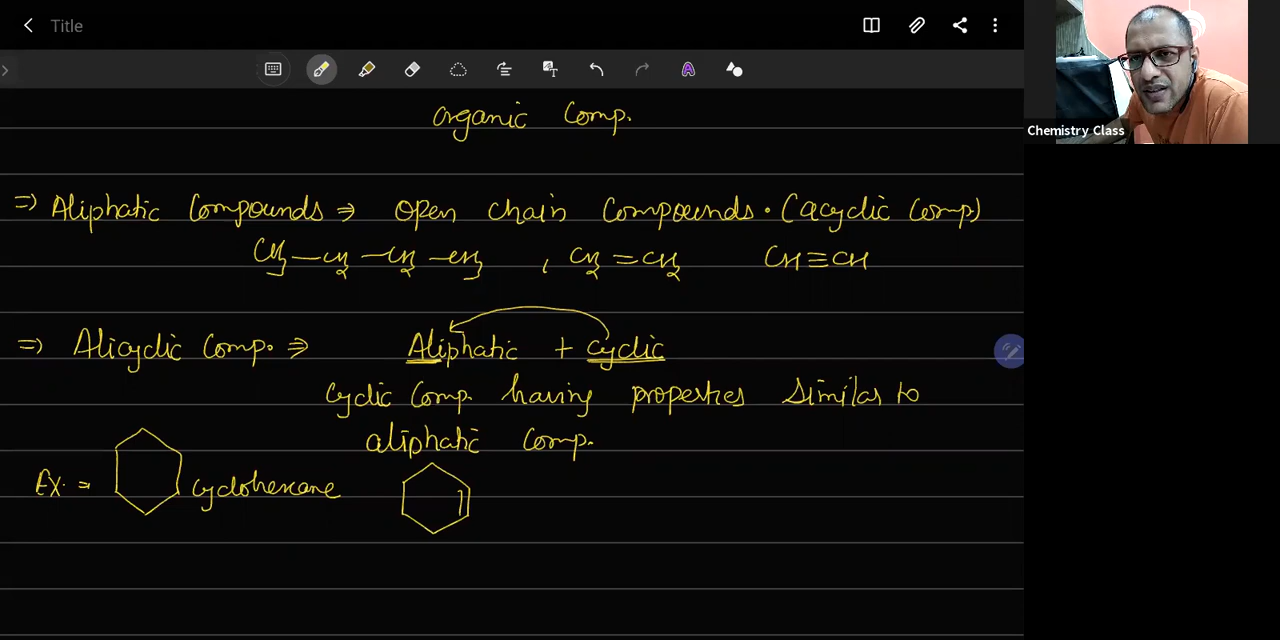 Title
Chemistry Class
Organic Comp.
⇒ Aliphatic Compounds ⇒ Open chain Compounds. (acyclic Comp)
CH3—CH2—CH2—CH3 , CH2=CH2 CH≡CH
⇒ Alicyclic Comp. ⇒ Aliphatic + cyclic
Cyclic Comp. having properties similar to
aliphatic comp.
Ex. = cyclohexane